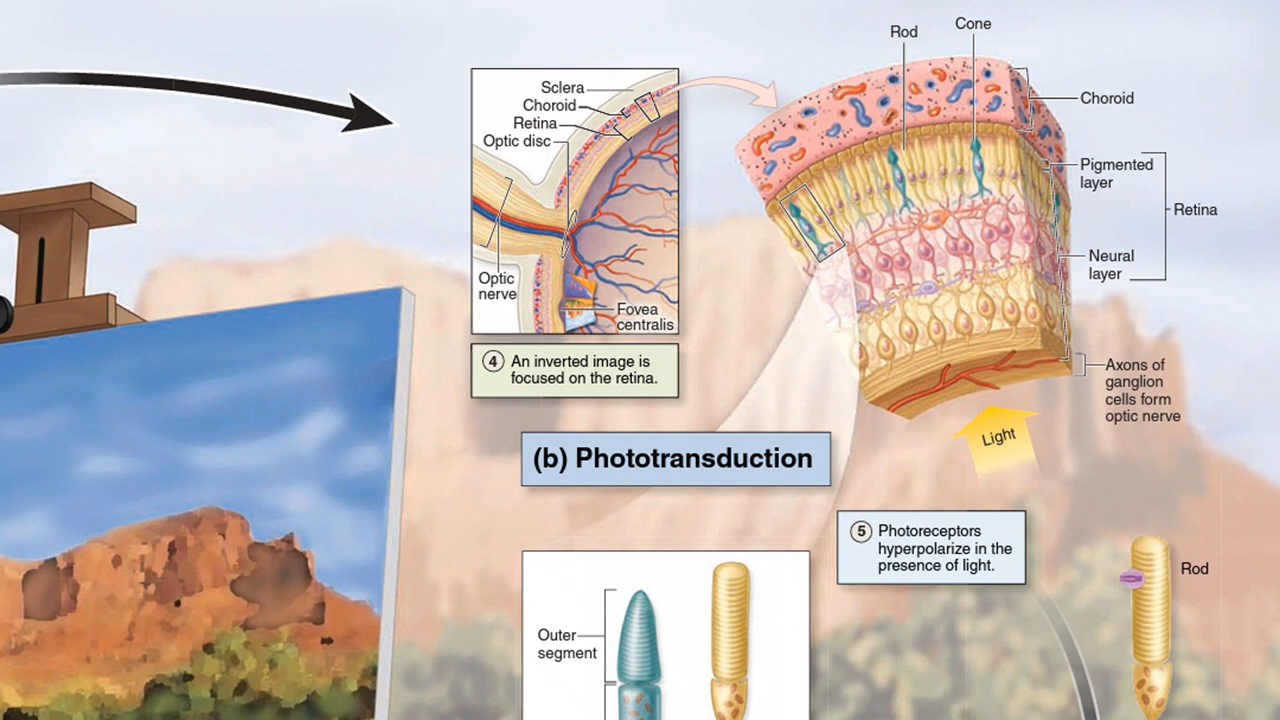 Rod
Cone
Sclera
Choroid
Retina
Optic disc
Optic
nerve
Fovea
centralis
4 An inverted image is
focused on the retina.
Choroid
Pigmented
layer
Retina
Neural
layer
Axons of
ganglion
cells form
optic nerve
Light
(b) Phototransduction
5 Photoreceptors
hyperpolarize in the
presence of light.
Rod
Outer
segment